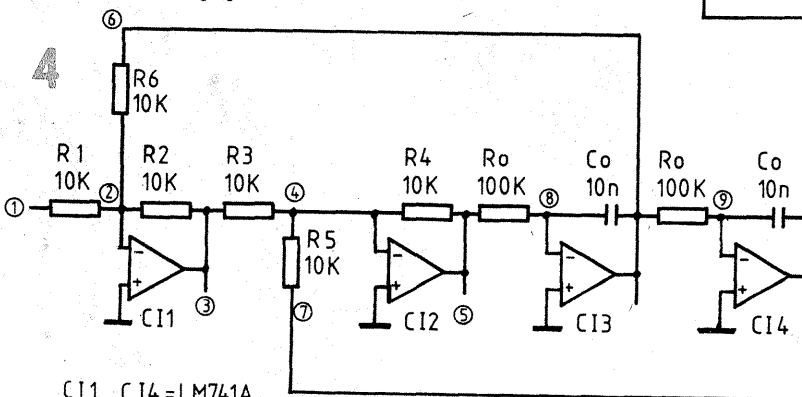 ⑥
4
R6
10K
R1
10K
R2
10K
R3
10K
R4
10K
Ro
100K
Co
10n
Ro
100K
Co
10n
①
②
④
⑧
⑨
R5
10K
-
+
-
+
-
+
-
+
③
CI1
⑦
CI2
⑤
CI3
CI4
CI1 CI4=LM741A